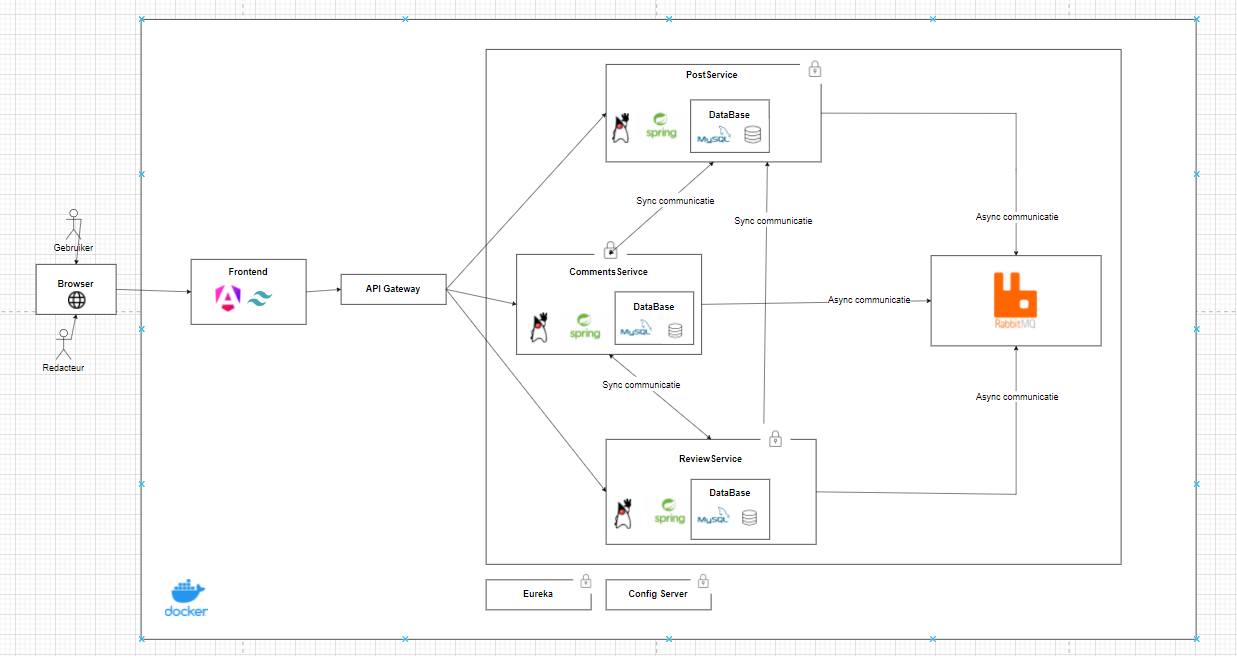 Gebruiker
Browser
Redacteur
Frontend
API Gateway
PostService
DataBase
MySQL
spring
Sync communicatie
Sync communicatie
Async communicatie
CommentsSerivce
DataBase
MySQL
spring
Async communicatie
RabbitMQ
Sync communicatie
Async communicatie
ReviewService
DataBase
MySQL
spring
Eureka
Config Server
docker